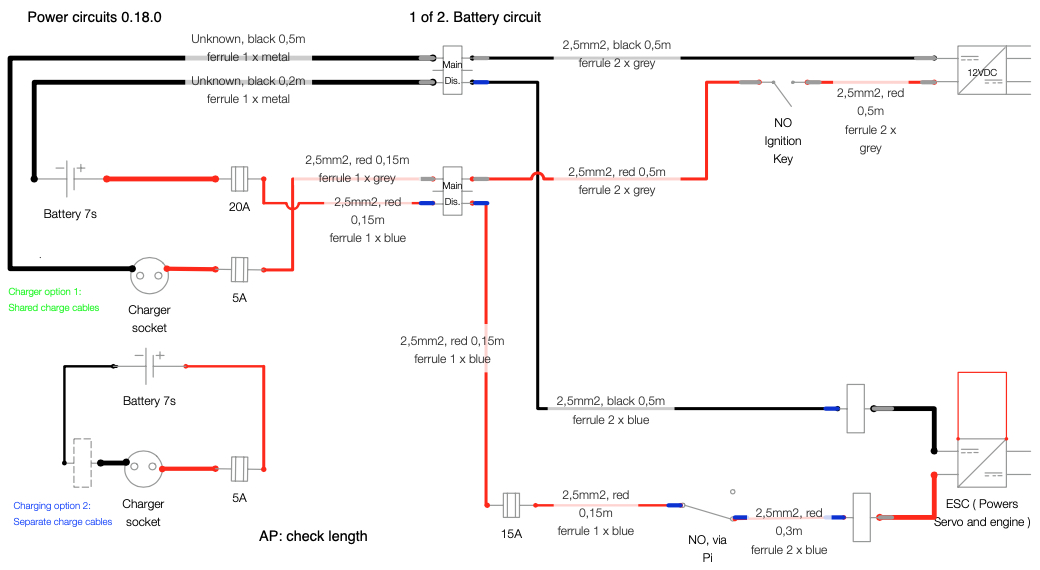 Power circuits 0.18.0
1 of 2. Battery circuit
Unknown, black 0,5m
ferrule 1 x metal
2,5mm2, black 0,5m
ferrule 2 x grey
Main
Dis.
12VDC
Unknown, black 0,2m
ferrule 1 x metal
2,5mm2, red
0,5m
ferrule 2 x
grey
NO
Ignition
Key
2,5mm2, red 0,15m
ferrule 1 x grey
Main
Dis.
2,5mm2, red 0,5m
ferrule 2 x grey
Battery 7s
20A
2,5mm2, red
0,15m
ferrule 1 x blue
Charger option 1:
Shared charge cables
Charger
socket
5A
2,5mm2, red 0,15m
ferrule 1 x blue
Battery 7s
2,5mm2, black 0,5m
ferrule 2 x blue
Charging option 2:
Separate charge cables
Charger
socket
5A
15A
2,5mm2, red
0,15m
ferrule 1 x blue
NO, via
Pi
2,5mm2, red
0,3m
ferrule 2 x blue
ESC ( Powers
Servo and engine )
AP: check length